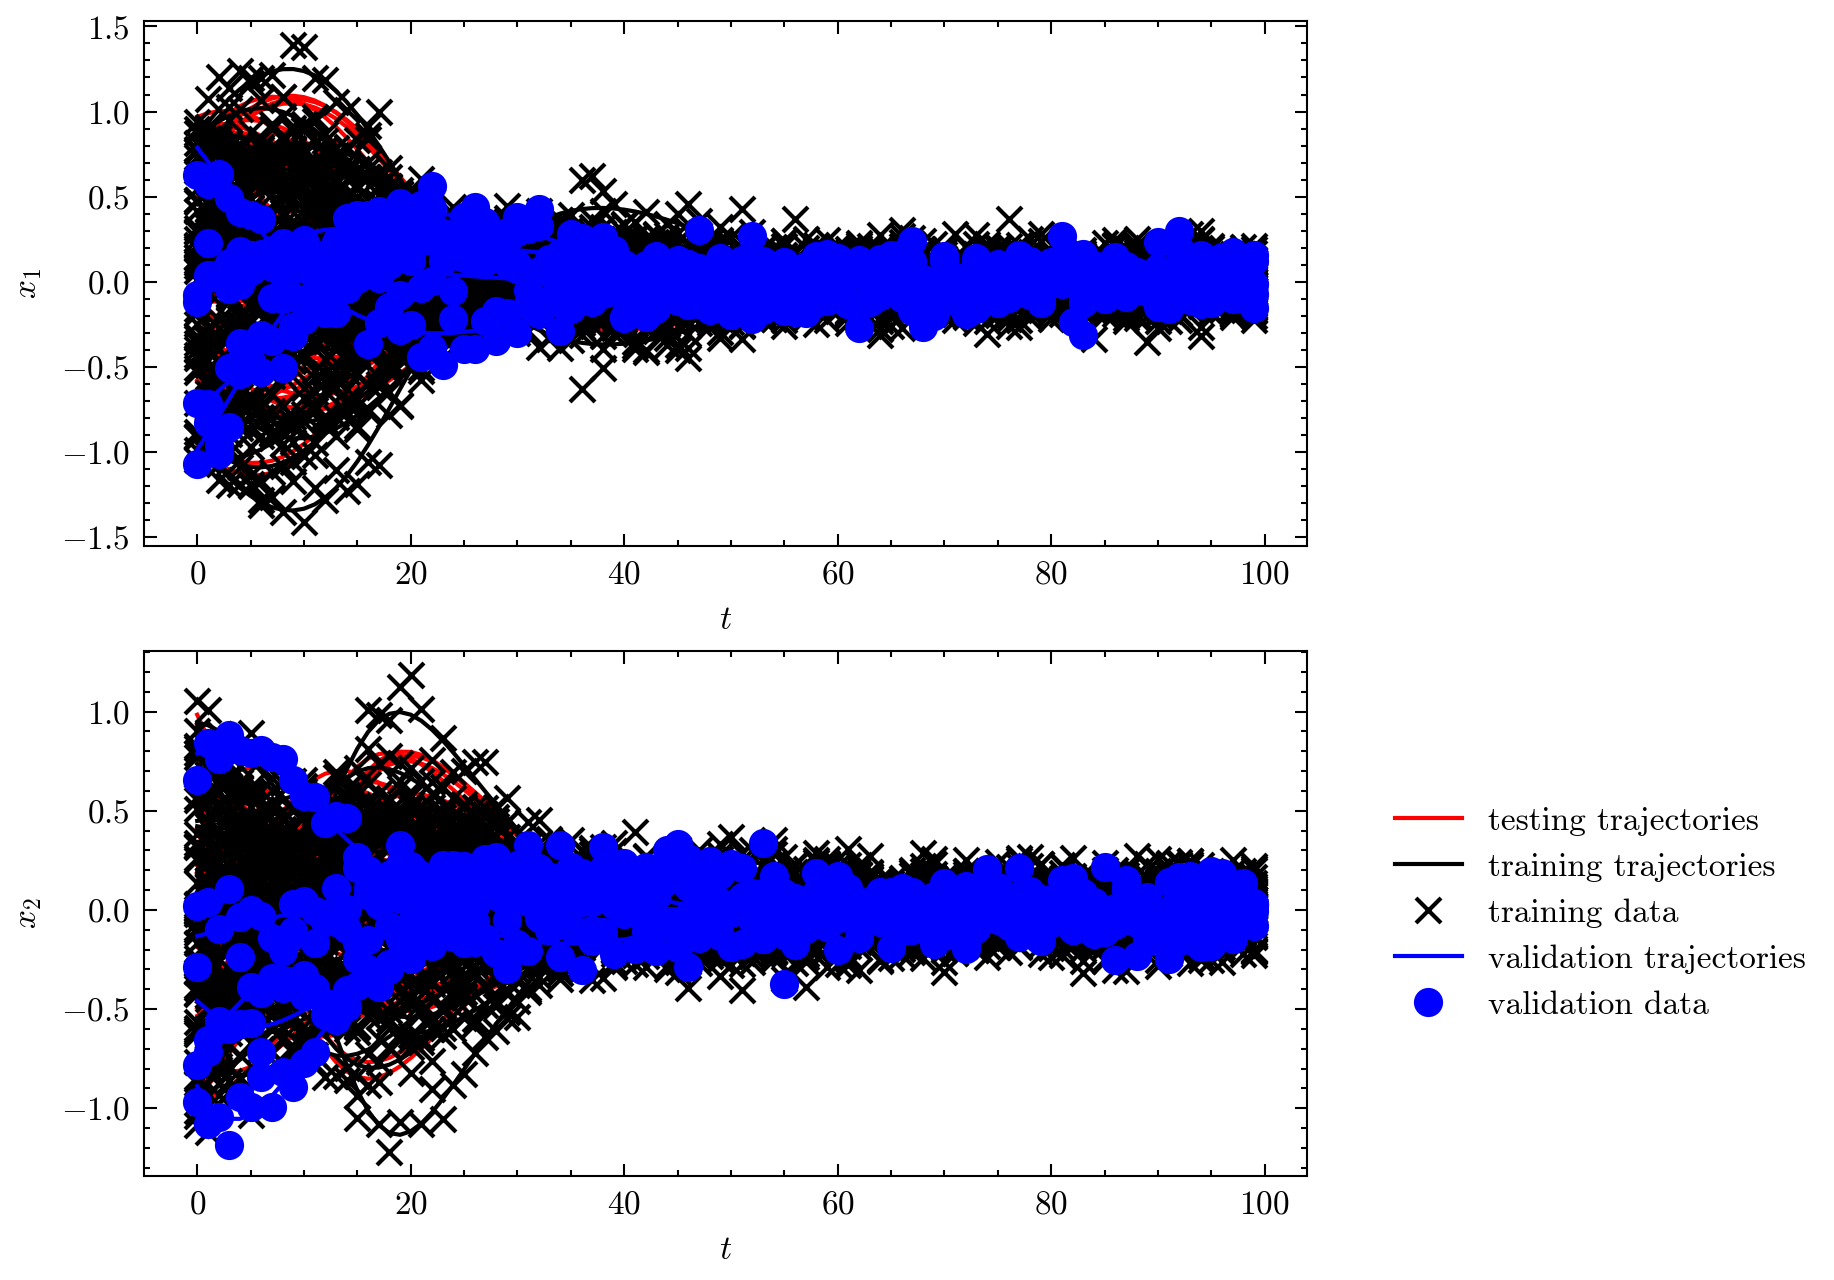 1.5
1.0
0.5
0.0
−0.5
−1.0
−1.5
x₁
0 20 40 60 80 100
t
1.0
0.5
0.0
−0.5
−1.0
x₂
0 20 40 60 80 100
t
testing trajectories
training trajectories
training data
validation trajectories
validation data